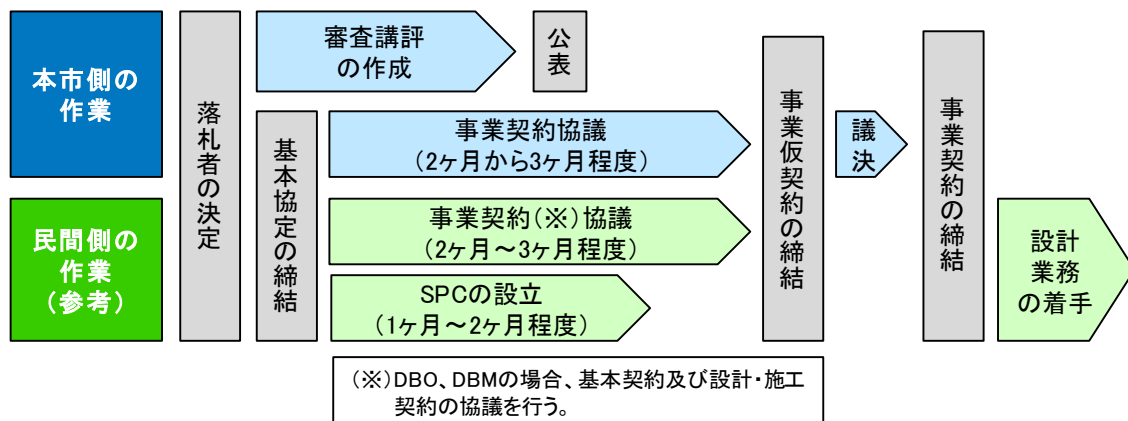 本市側の
作業
落札者の決定
審査講評
の作成
公表
基本協定の締結
事業契約協議
（2ヶ月から3ヶ月程度）
事業仮契約の締結
議決
事業契約の締結
民間側の
作業
（参考）
事業契約（※）協議
（2ヶ月～3ヶ月程度）
SPCの設立
（1ヶ月～2ヶ月程度）
設計
業務
の着手
（※）DBO、DBMの場合、基本契約及び設計・施工
契約の協議を行う。